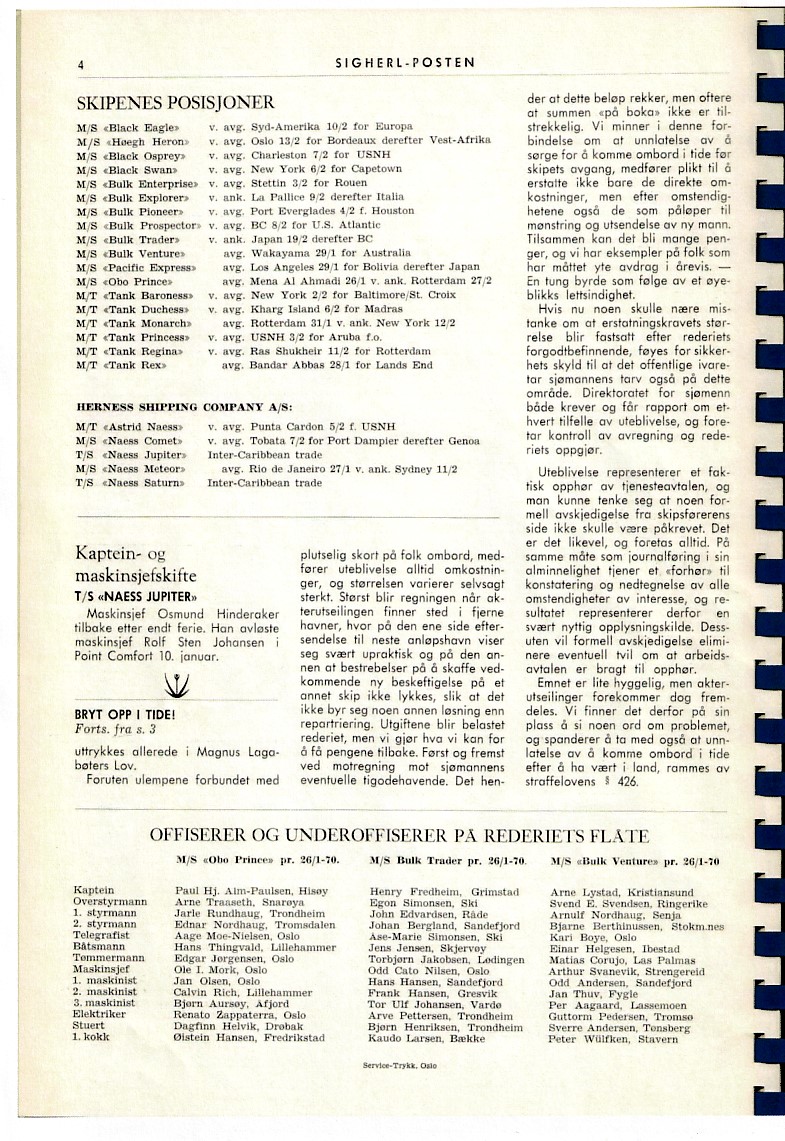 4
SIGHERL-POSTEN
SKIPENES POSISJONER
M/S «Black Eagle» v. avg. Syd-Amerika 10/2 for Europa
M/S «Høegh Heron» v. avg. Oslo 13/2 for Bordeaux derefter Vest-Afrika
M/S «Black Osprey» v. avg. Charleston 7/2 for USNH
M/S «Black Swan» v. avg. New York 6/2 for Capetown
M/S «Bulk Enterprise» v. avg. Stettin 3/2 for Rouen
M/S «Bulk Explorer» v. ank. La Pallice 9/2 derefter Italia
M/S «Bulk Pioneer» v. avg. Port Everglades 4/2 f. Houston
M/S «Bulk Prospector» v. avg. BC 8/2 for U.S. Atlantic
M/S «Bulk Trader» v. ank. Japan 19/2 derefter BC
M/S «Bulk Venture» avg. Wakayama 29/1 for Australia
M/S «Pacific Express» avg. Los Angeles 29/1 for Bolivia derefter Japan
M/S «Obo Prince» avg. Mena Al Ahmadi 26/1 v. ank. Rotterdam 27/2
M/T «Tank Baroness» v. avg. New York 2/2 for Baltimore/St. Croix
M/T «Tank Duchess» v. avg. Kharg Island 6/2 for Madras
M/T «Tank Monarch» avg. Rotterdam 31/1 v. ank. New York 12/2
M/T «Tank Princess» v. avg. USNH 3/2 for Aruba f.o.
M/T «Tank Regina» v. avg. Ras Shukheir 11/2 for Rotterdam
M/T «Tank Rex» avg. Bandar Abbas 28/1 for Lands End
HERNESS SHIPPING COMPANY A/S:
M/T «Astrid Naess» v. avg. Punta Cardon 5/2 f. USNH
M/S «Naess Comet» v. avg. Tobata 7/2 for Port Dampier derefter Genoa
T/S «Naess Jupiter» Inter-Caribbean trade
M/S «Naess Meteor» avg. Rio de Janeiro 27/1 v. ank. Sydney 11/2
T/S «Naess Saturn» Inter-Caribbean trade
Kaptein- og
maskinsjefskifte
T/S «NAESS JUPITER»
Maskinsjef Osmund Hinderaker
tilbake etter endt ferie. Han avløste
maskinsjef Rolf Sten Johansen i
Point Comfort 10. januar.
BRYT OPP I TIDE!
Forts. fra s. 3
uttrykkes allerede i Magnus Laga-
bøters Lov.
Foruten ulempene forbundet med
plutselig skort på folk ombord, med-
fører uteblivelse alltid omkostnin-
ger, og størrelsen varierer selvsagt
sterkt. Størst blir regningen når ak-
terutseilingen finner sted i fjerne
havner, hvor på den ene side efter-
sendelse til neste anløpshavn viser
seg svært upraktisk og på den an-
nen at bestrebelser på å skaffe ved-
kommende ny beskeftigelse på et
annet skip ikke lykkes, slik at det
ikke byr seg noen annen løsning enn
repartriering. Utgiftene blir belastet
rederiet, men vi gjør hva vi kan for
å få pengene tilbake. Først og fremst
ved motregning mot sjømannens
eventuelle tigodehavende. Det hen-
der at dette beløp rekker, men oftere
at summen «på boka» ikke er til-
strekkelig. Vi minner i denne for-
bindelse om at unnlatelse av å
sørge for å komme ombord i tide før
skipets avgang, medfører plikt til å
erstatte ikke bare de direkte om-
kostninger, men efter omstendig-
hetene også de som påløper til
mønstring og utsendelse av ny mann.
Tilsammen kan det bli mange pen-
ger, og vi har eksempler på folk som
har måttet yte avdrag i årevis. —
En tung byrde som følge av et øye-
blikks lettsindighet.
Hvis nu noen skulle nære mis-
tanke om at erstatningskravets stør-
relse blir fastsatt efter rederiets
forgodtbefinnende, føyes for sikker-
hets skyld til at det offentlige ivare-
tar sjømannens tarv også på dette
område. Direktoratet for sjømenn
både krever og får rapport om et-
hvert tilfelle av uteblivelse, og fore-
tar kontroll av avregning og rede-
riets oppgjør.
Uteblivelse representerer et fak-
tisk opphør av tjenesteavtalen, og
man kunne tenke seg at noen for-
mell avskjedigelse fra skipsførerens
side ikke skulle være påkrevet. Det
er det likevel, og foretas alltid. På
samme måte som journalføring i sin
alminnelighet tjener et «forhør» til
konstatering og nedtegnelse av alle
omstendigheter av interesse, og re-
sultatet representerer derfor en
svært nyttig opplysningskilde. Dess-
uten vil formell avskjedigelse elimi-
nere eventuell tvil om at arbeids-
avtalen er bragt til opphør.
Emnet er lite hyggelig, men akter-
utseilinger forekommer dog frem-
deles. Vi finner det derfor på sin
plass å si noen ord om problemet,
og spanderer å ta med også at unn-
latelse av å komme ombord i tide
efter å ha vært i land, rammes av
straffelovens § 426.
OFFISERER OG UNDEROFFISERER PÅ REDERIETS FLÅTE
M/S «Obo Prince» pr. 26/1-70. M/S Bulk Trader pr. 26/1-70. M/S «Bulk Venture» pr. 26/1-70
Kaptein Paul Hj. Alm-Paulsen, Hisøy Henry Fredheim, Grimstad Arne Lystad, Kristiansund
Overstyrmann Arne Traaseth, Snarøya Egon Simonsen, Ski Svend E. Svendsen, Ringerike
1. styrmann Jarle Rundhaug, Trondheim John Edvardsen, Råde Arnulf Nordhaug, Senja
2. styrmann Ednar Nordhaug, Tromsdalen Johan Bergland, Sandefjord Bjarne Berthinussen, Stokm.nes
Telegrafist Aage Moe-Nielsen, Oslo Åse-Marie Simonsen, Ski Kari Boye, Oslo
Båtsmann Hans Thingvald, Lillehammer Jens Jensen, Skjervøy Einar Helgesen, Ibestad
Tømmermann Edgar Jørgensen, Oslo Torbjørn Jakobsen, Lødingen Matias Corujo, Las Palmas
Maskinsjef Ole I. Mork, Oslo Odd Cato Nilsen, Oslo Arthur Svanevik, Strengereid
1. maskinist Jan Olsen, Oslo Hans Hansen, Sandefjord Odd Andersen, Sandefjord
2. maskinist Calvin Rich, Lillehammer Frank Hansen, Gresvik Jan Thuv, Fygle
3. maskinist Bjørn Aursøy, Åfjord Tor Ulf Johansen, Vardø Per Aagaard, Lassemoen
Elektriker Renato Zappaterra, Oslo Arve Pettersen, Trondheim Guttorm Pedersen, Tromsø
Stuert Dagfinn Helvik, Drøbak Bjørn Henriksen, Trondheim Sverre Andersen, Tønsberg
1. kokk Øistein Hansen, Fredrikstad Kaudo Larsen, Bække Peter Wülfken, Stavern
Service-Trykk, Oslo